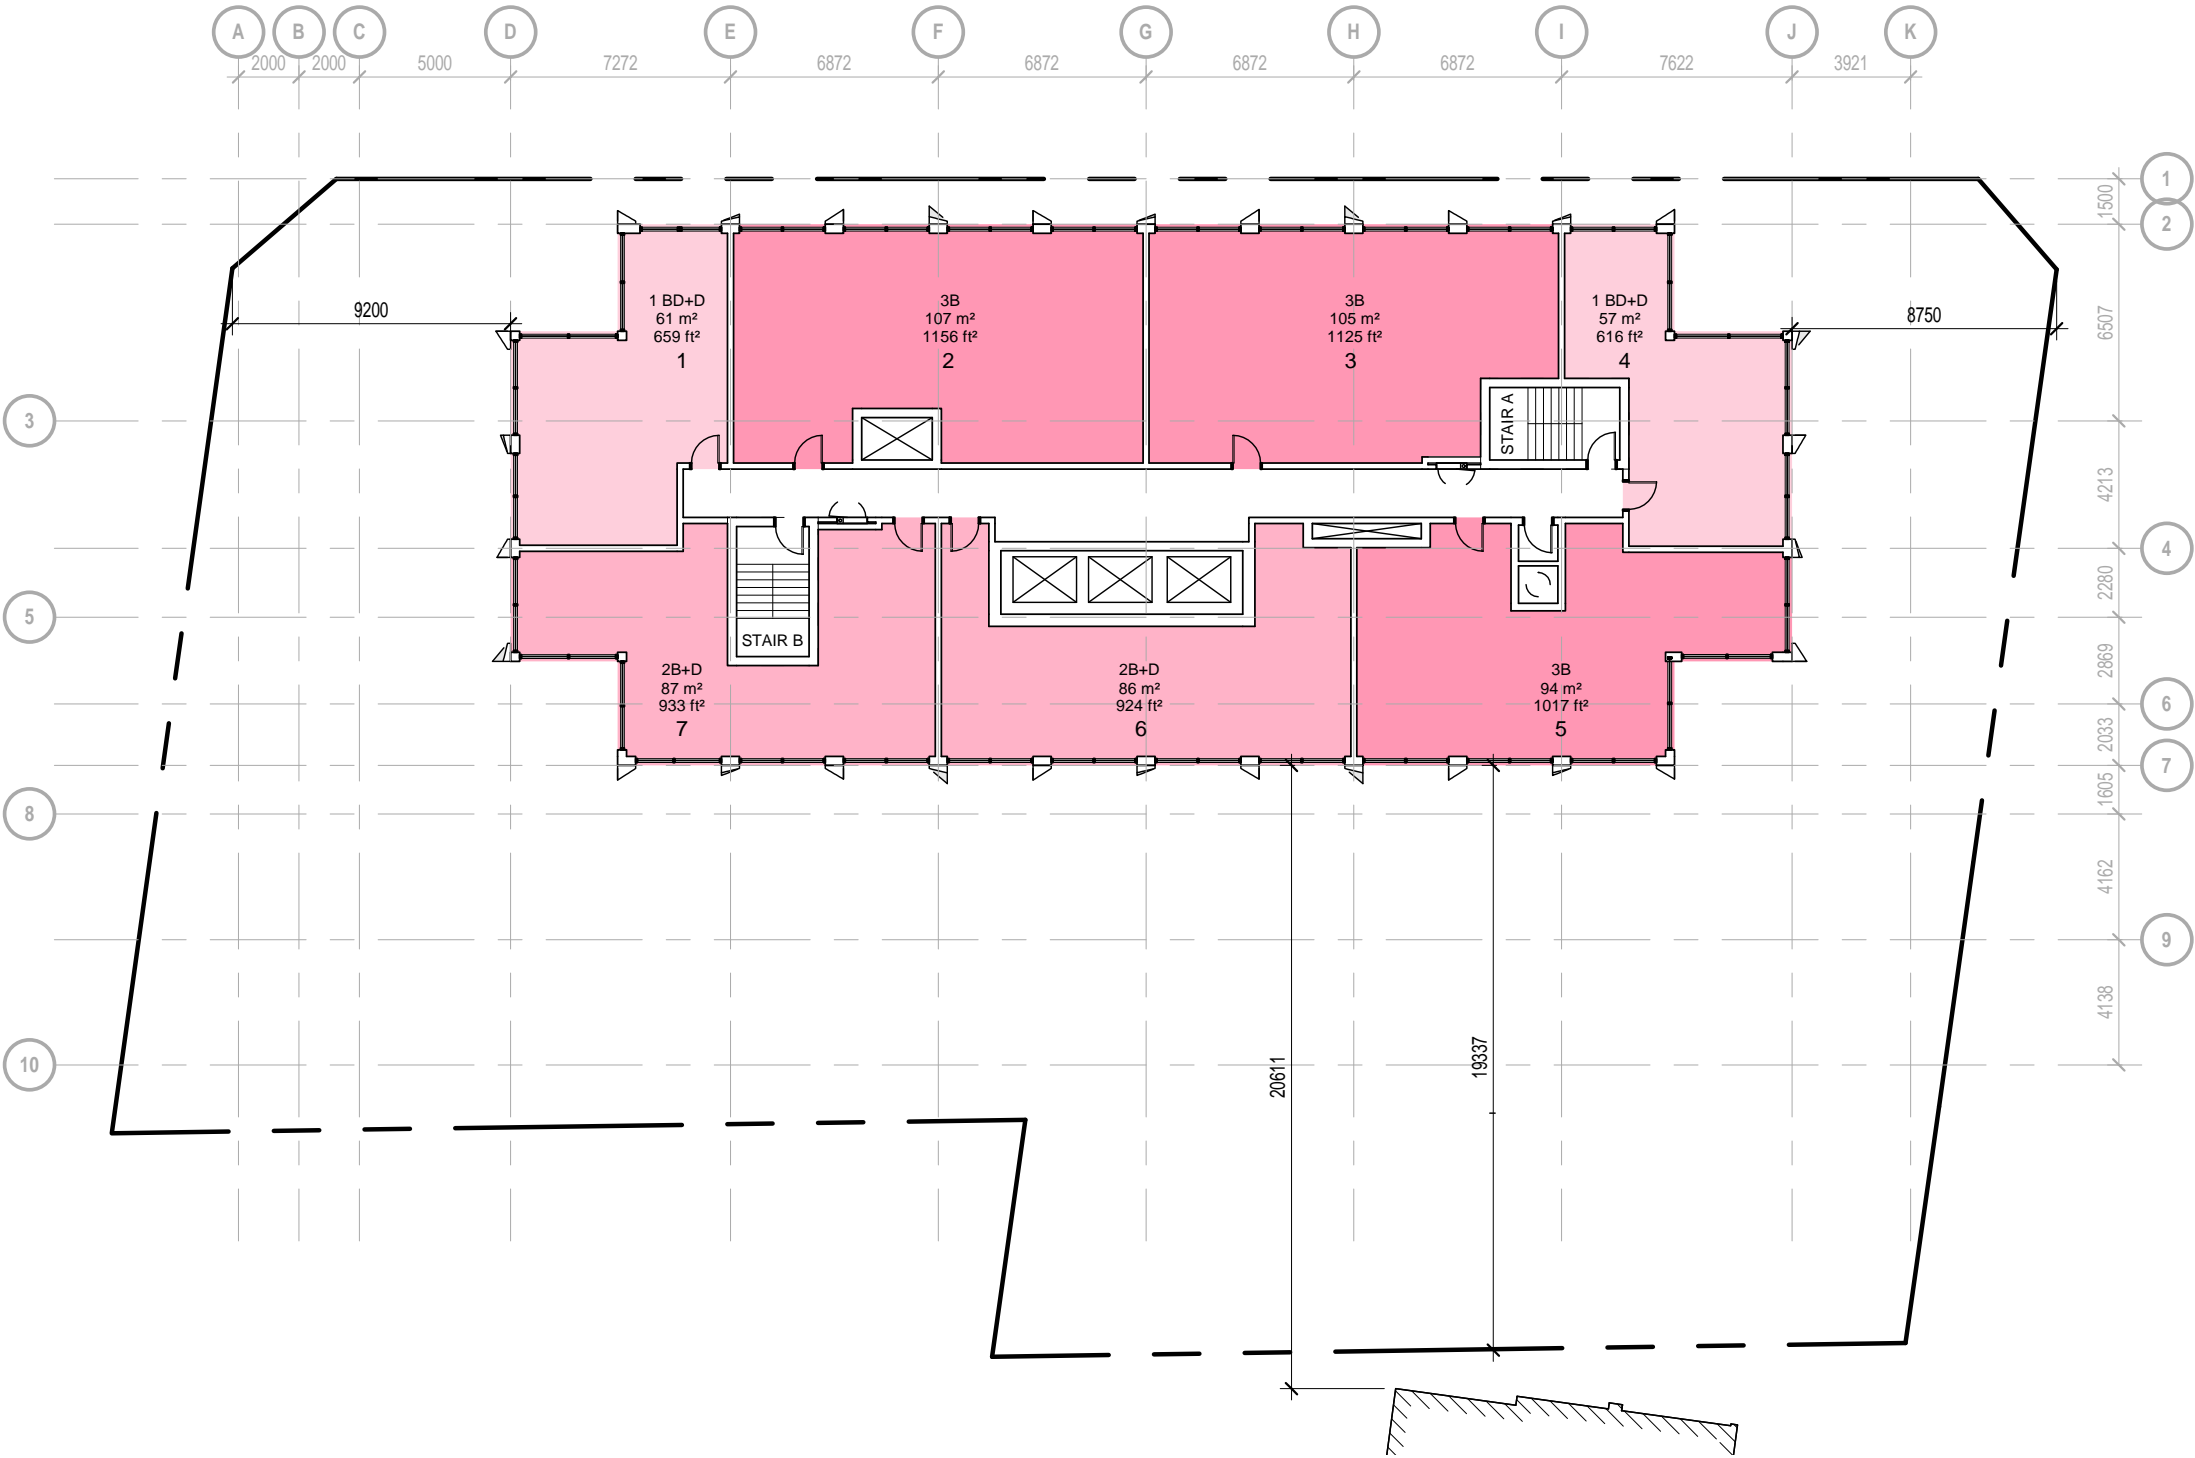 A B C D E F G H I J K
2000 2000 5000 7272 6872 6872 6872 6872 7622 3921
1
1500
2
9200
8750
6507
1 BD+D
61 m²
659 ft²
1
3B
107 m²
1156 ft²
2
3B
105 m²
1125 ft²
3
1 BD+D
57 m²
616 ft²
4
STAIR A
3
4213
4
2280
5
STAIR B
2869
2B+D
87 m²
933 ft²
7
2B+D
86 m²
924 ft²
6
3B
94 m²
1017 ft²
5
6
2033
7
1605
8
4162
9
4138
10
20611
19337